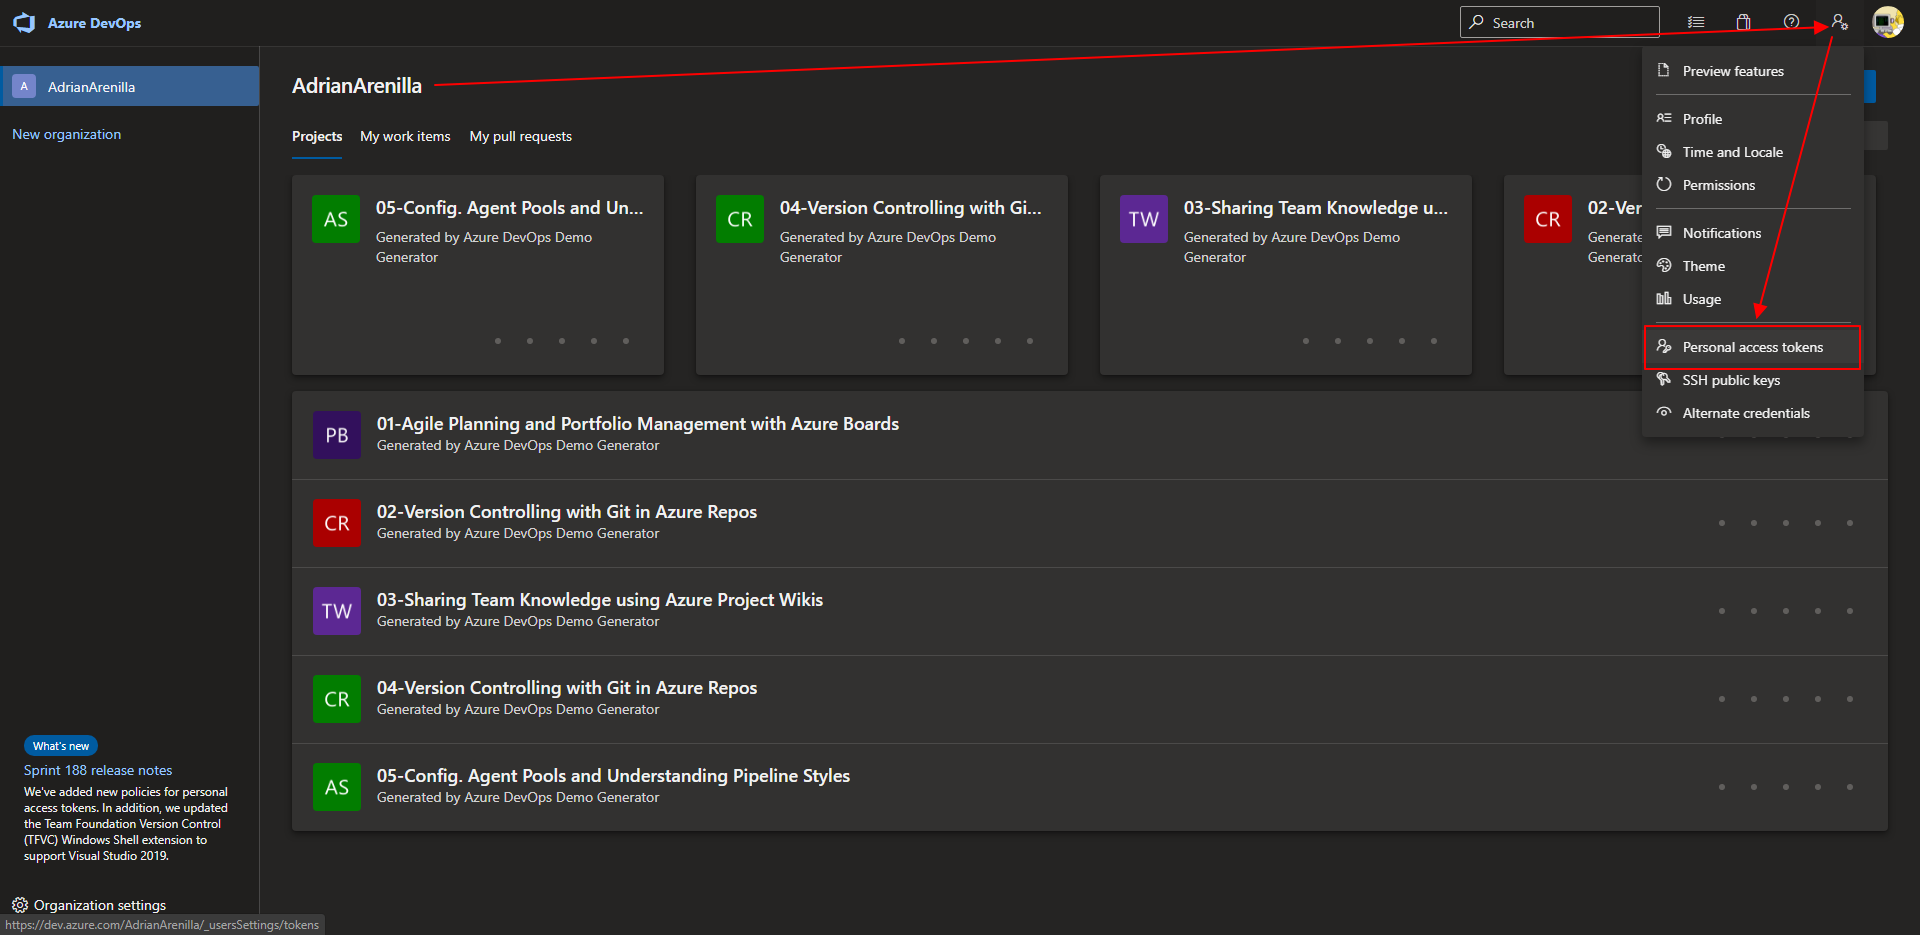 Azure DevOps
Search
A
AdrianArenilla
New organization
AdrianArenilla
Projects
My work items
My pull requests
AS
05-Config. Agent Pools and Un...
Generated by Azure DevOps Demo
Generator
CR
04-Version Controlling with Gi...
Generated by Azure DevOps Demo
Generator
TW
03-Sharing Team Knowledge u...
Generated by Azure DevOps Demo
Generator
CR
02-Ver
Generate
Generato
Preview features
Profile
Time and Locale
Permissions
Notifications
Theme
Usage
Personal access tokens
SSH public keys
Alternate credentials
PB
01-Agile Planning and Portfolio Management with Azure Boards
Generated by Azure DevOps Demo Generator
CR
02-Version Controlling with Git in Azure Repos
Generated by Azure DevOps Demo Generator
TW
03-Sharing Team Knowledge using Azure Project Wikis
Generated by Azure DevOps Demo Generator
CR
04-Version Controlling with Git in Azure Repos
Generated by Azure DevOps Demo Generator
AS
05-Config. Agent Pools and Understanding Pipeline Styles
Generated by Azure DevOps Demo Generator
What's new
Sprint 188 release notes
We've added new policies for personal
access tokens. In addition, we updated
the Team Foundation Version Control
(TFVC) Windows Shell extension to
support Visual Studio 2019.
Organization settings
https://dev.azure.com/AdrianArenilla/_usersSettings/tokens